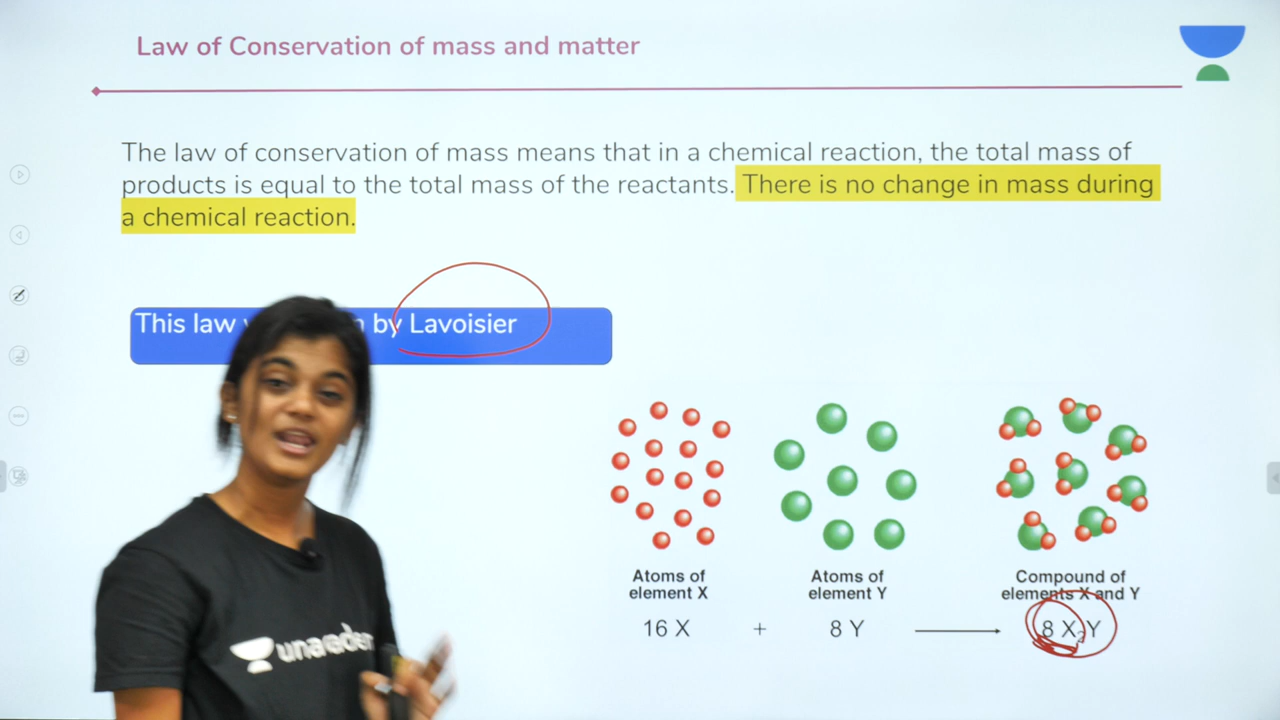 Law of Conservation of mass and matter
The law of conservation of mass means that in a chemical reaction, the total mass of
products is equal to the total mass of the reactants. There is no change in mass during
a chemical reaction.
This law by Lavoisier
Atoms of
element X
Atoms of
element Y
Compound of
elements X and Y
16 X + 8 Y 8 X₂Y